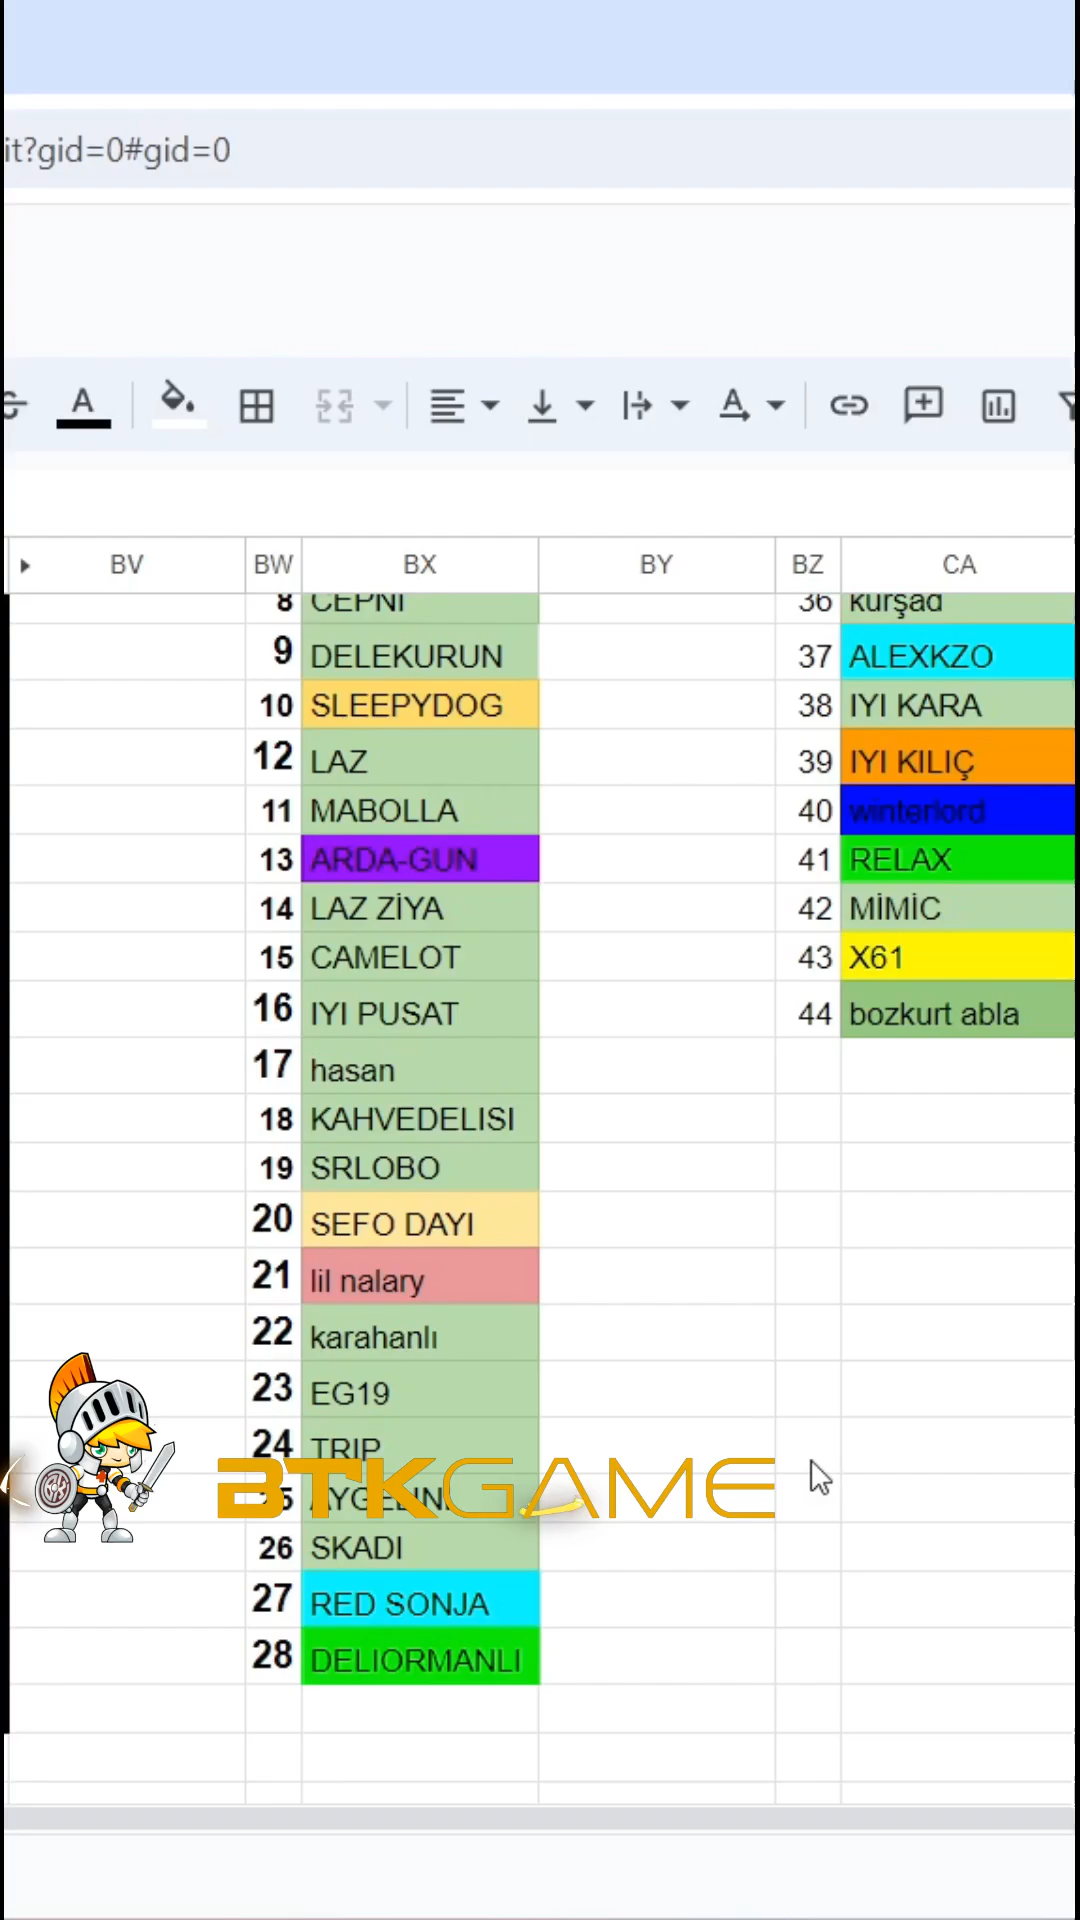 it?gid=0#gid=0
A A
BV BW BX BY BZ CA
8 CEPNI 36 kurşad
9 DELEKURUN 37 ALEXKZO
10 SLEEPYDOG 38 IYI KARA
12 LAZ 39 IYI KILIÇ
11 MABOLLA 40 winterlord
13 ARDA-GUN 41 RELAX
14 LAZ ZİYA 42 MİMİC
15 CAMELOT 43 X61
16 IYI PUSAT 44 bozkurt abla
17 hasan
18 KAHVEDELISI
19 SRLOBO
20 SEFO DAYI
21 lil nalary
22 karahanlı
23 EG19
24 TRIP
BTKGAME
25
26 SKADI
27 RED SONJA
28 DELIORMANLI